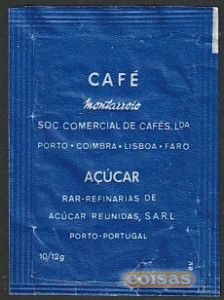 CAFÉ
montarroio
SOC COMERCIAL DE CAFÉS, LDA
PORTO • COIMBRA • LISBOA • FARO
AÇÚCAR
RAR-REFINARIAS DE
AÇÚCAR REUNIDAS, S.A.R.L
PORTO-PORTUGAL
10/12g
coisas